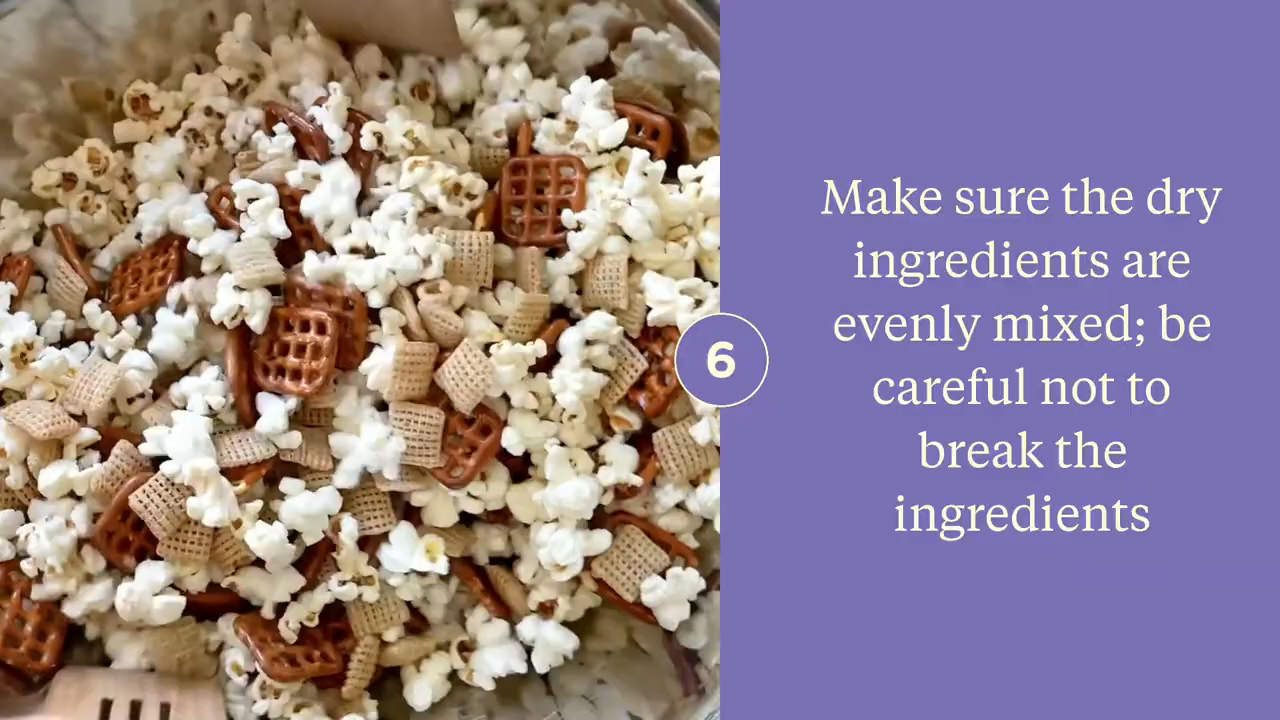 6
Make sure the dry
ingredients are
evenly mixed; be
careful not to
break the
ingredients